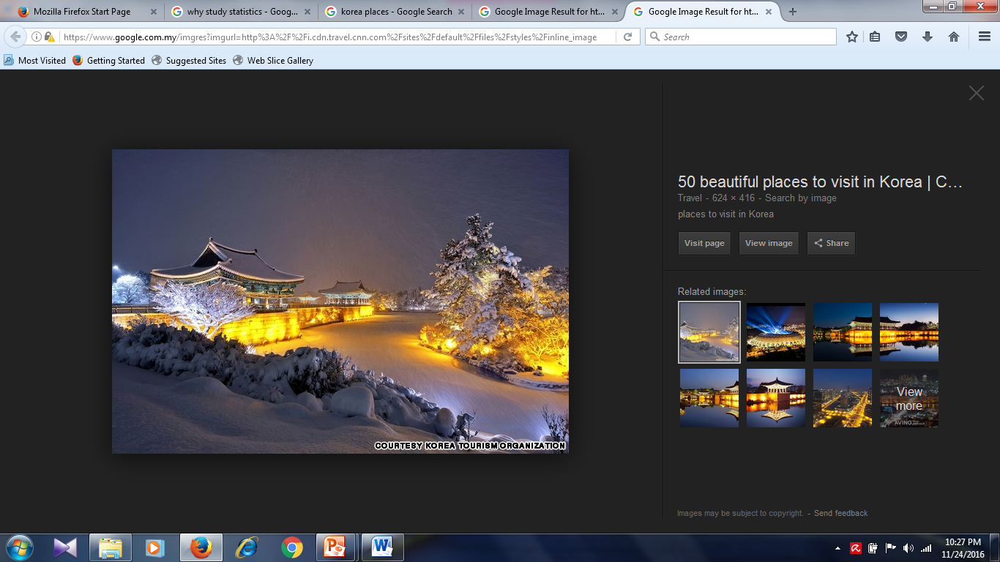 Mozilla Firefox Start Page
why study statistics - Goog...
korea places - Google Search
Google Image Result for ht...
Google Image Result for ht...
https://www.google.com.my/imgres?imgurl=http%3A%2F%2Fi.cdn.travel.cnn.com%2Fsites%2Fdefault%2Ffiles%2Fstyles%2Finline_image
Search
Most Visited
Getting Started
Suggested Sites
Web Slice Gallery
50 beautiful places to visit in Korea | C...
Travel - 624 × 416 - Search by image
places to visit in Korea
Visit page
View image
Share
Related images:
View
more
AVING
COURTESY KOREA TOURISM ORGANIZATION
Images may be subject to copyright. - Send feedback
10:27 PM
11/24/2016